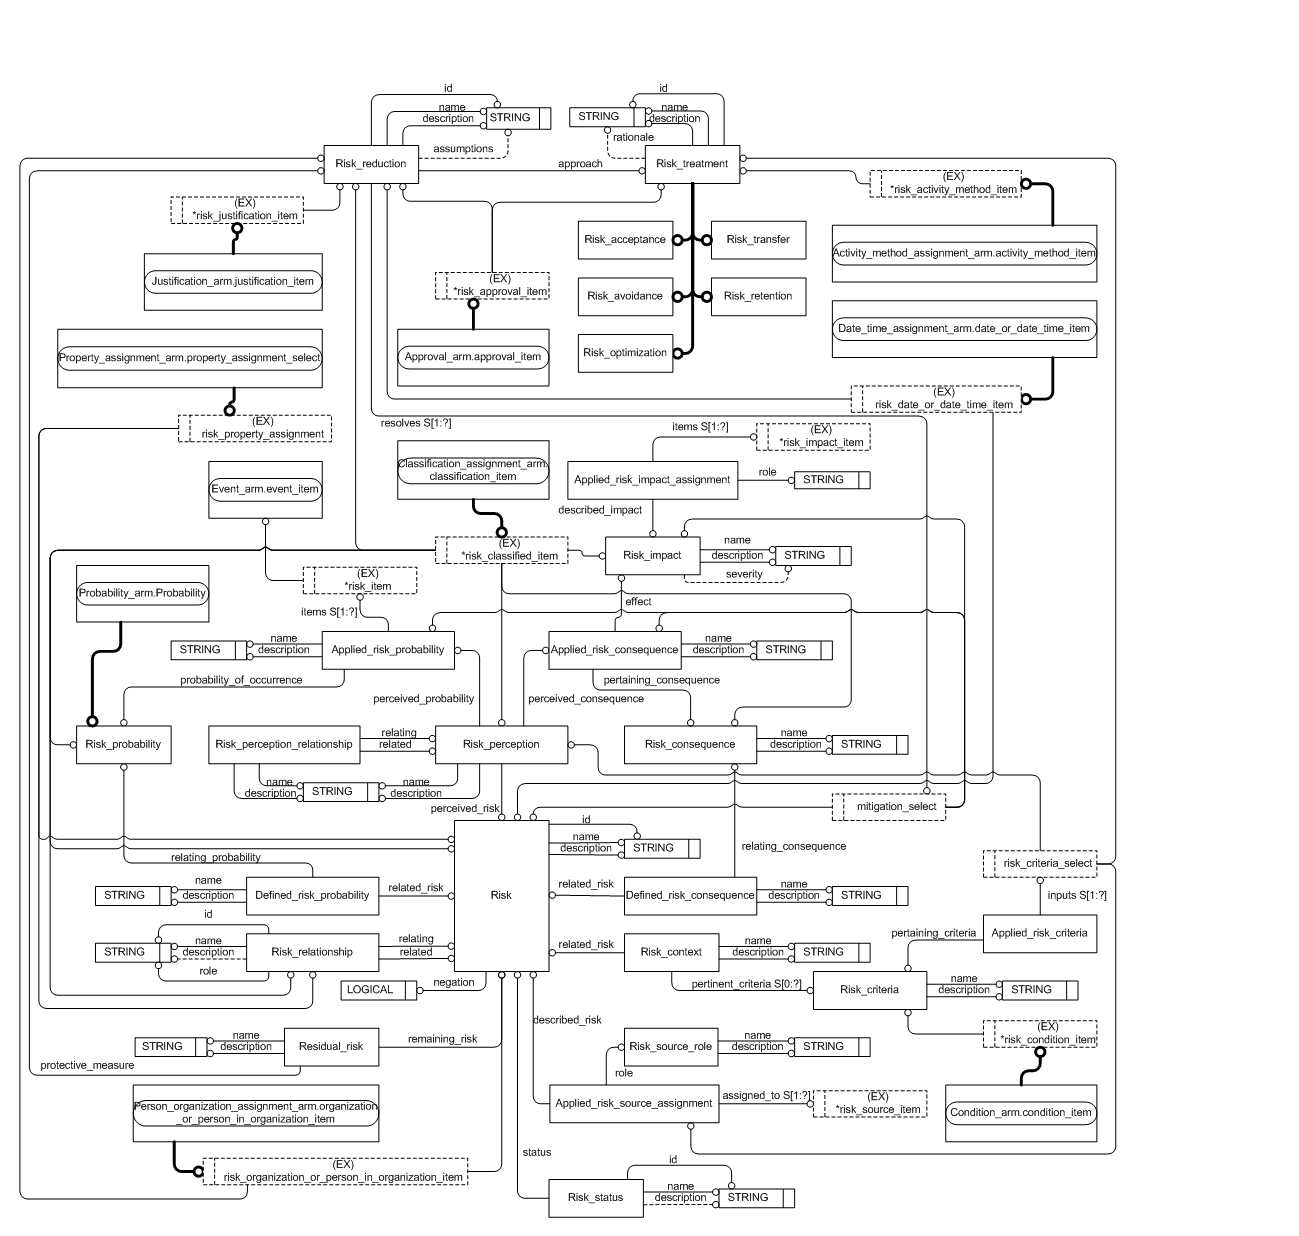 id
id
name
name
description
STRING
STRING
description
rationale
assumptions
Risk_reduction
approach
Risk_treatment
(EX)
*risk_activity_method_item
(EX)
*risk_justification_item
Risk_acceptance
Risk_transfer
Activity_method_assignment_arm.activity_method_item
Justification_arm.justification_item
(EX)
*risk_approval_item
Risk_avoidance
Risk_retention
Date_time_assignment_arm.date_or_date_time_item
Property_assignment_arm.property_assignment_select
Approval_arm.approval_item
Risk_optimization
(EX)
risk_date_or_date_time_item
(EX)
risk_property_assignment
resolves S[1:?]
items S[1:?]
(EX)
*risk_impact_item
Classification_assignment_arm.
classification_item
Applied_risk_impact_assignment
role
STRING
Event_arm.event_item
described_impact
(EX)
*risk_classified_item
Risk_impact
name
description
STRING
severity
(EX)
*risk_item
Probability_arm.Probability
items S[1:?]
effect
STRING
name
description
Applied_risk_probability
Applied_risk_consequence
name
description
STRING
probability_of_occurrence
pertaining_consequence
perceived_probability
perceived_consequence
Risk_probability
Risk_perception_relationship
relating
related
Risk_perception
Risk_consequence
name
description
STRING
name
description
STRING
name
description
perceived_risk
mitigation_select
id
name
description
STRING
relating_consequence
relating_probability
risk_criteria_select
STRING
name
description
Defined_risk_probability
related_risk
Risk
related_risk
Defined_risk_consequence
name
description
STRING
inputs S[1:?]
id
STRING
name
description
role
Risk_relationship
relating
related
related_risk
Risk_context
name
description
STRING
pertaining_criteria
Applied_risk_criteria
LOGICAL
negation
pertinent_criteria S[0:?]
Risk_criteria
name
description
STRING
described_risk
STRING
name
description
Residual_risk
remaining_risk
Risk_source_role
name
description
STRING
(EX)
*risk_condition_item
protective_measure
role
Person_organization_assignment_arm.organization
_or_person_in_organization_item
Applied_risk_source_assignment
assigned_to S[1:?]
(EX)
*risk_source_item
Condition_arm.condition_item
status
(EX)
risk_organization_or_person_in_organization_item
id
Risk_status
name
description
STRING